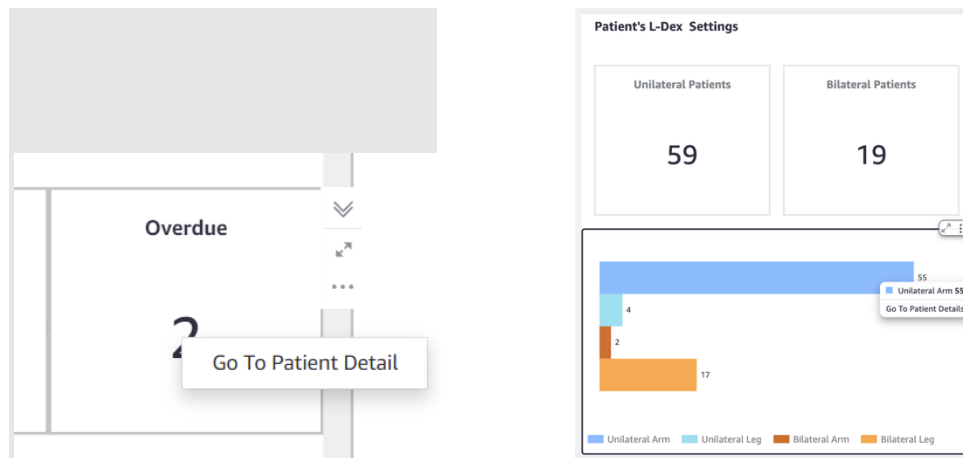 Overdue
2
Go To Patient Detail
Patient's L-Dex Settings
Unilateral Patients
59
Bilateral Patients
19
55
Unilateral Arm 55
Go To Patient Details
4
2
17
Unilateral Arm
Unilateral Leg
Bilateral Arm
Bilateral Leg